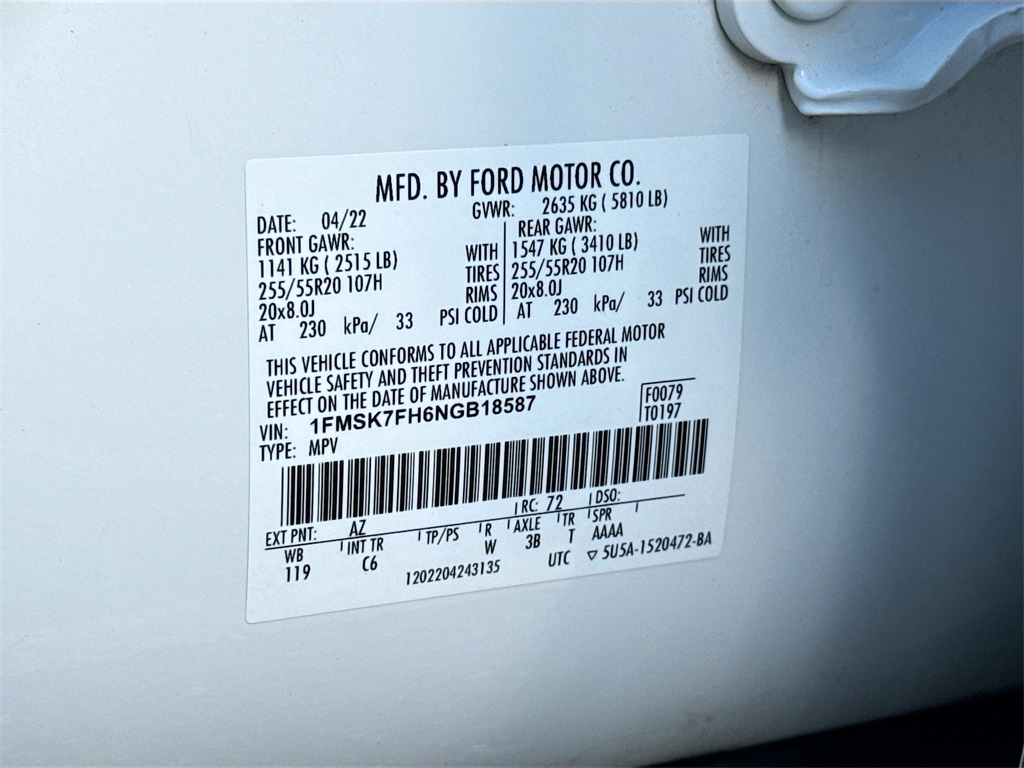 MFD. BY FORD MOTOR CO.
DATE: 04/22 GVWR: 2635 KG ( 5810 LB)
FRONT GAWR: REAR GAWR:
1141 KG ( 2515 LB) WITH 1547 KG ( 3410 LB) WITH
255/55R20 107H TIRES 255/55R20 107H TIRES
20x8.0J RIMS 20x8.0J RIMS
AT 230 kPa/ 33 PSI COLD AT 230 kPa/ 33 PSI COLD
THIS VEHICLE CONFORMS TO ALL APPLICABLE FEDERAL MOTOR
VEHICLE SAFETY AND THEFT PREVENTION STANDARDS IN
EFFECT ON THE DATE OF MANUFACTURE SHOWN ABOVE.
VIN: 1FMSK7FH6NGB18587 F0079
TYPE: MPV T0197
EXT PNT: AZ RC: 72 DSO:
WB INT TR TP/PS R AXLE TR SPR
119 C6 W 3B T AAAA
1202204243135 UTC ▽ 5U5A-1520472-BA